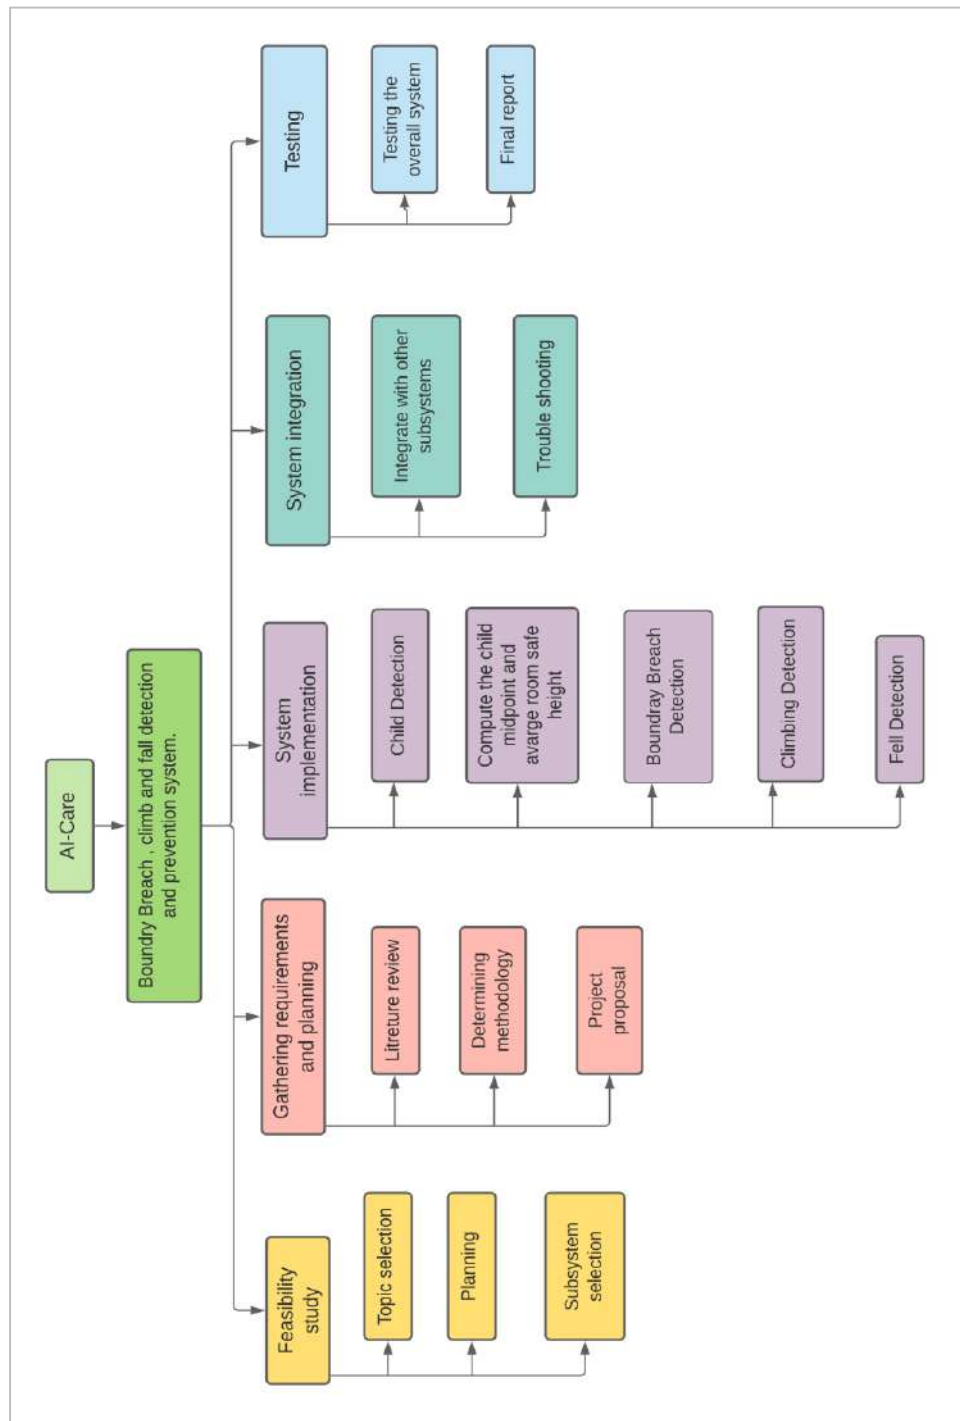 AI-Care
Boundry Breach , climb and fall detection
and prevention system.
Feasibility
study
Topic selection
Planning
Subsystem
selection
Gathering requirements
and planning
Litreture review
Determining
methodology
Project
proposal
System
implementation
Child Detection
Compute the child
midpoint and
avarge room safe
height
Boundray Breach
Detection
Climbing Detection
Fell Detection
System integration
Integrate with other
subsystems
Trouble shooting
Testing
Testing the
overall system
Final report